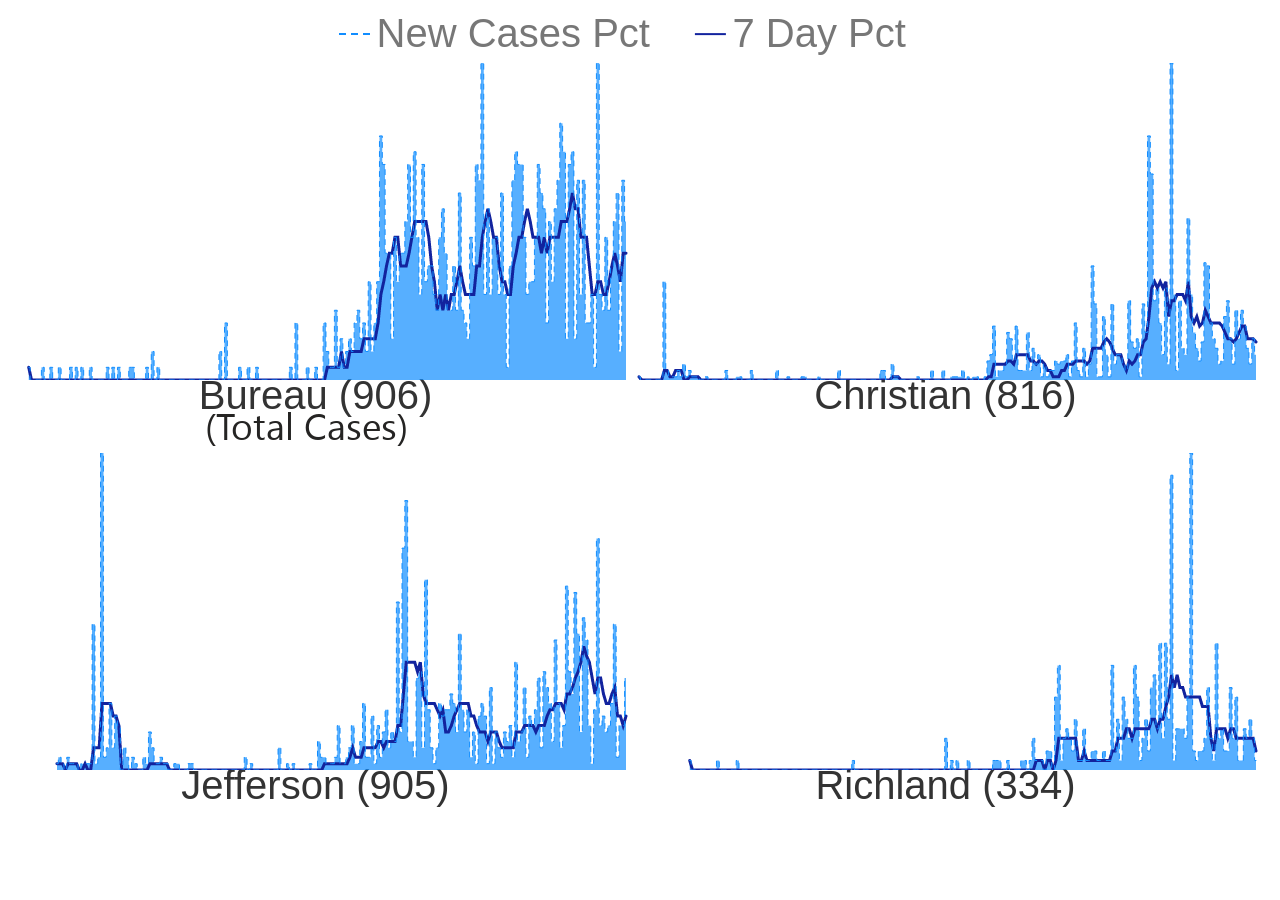 New Cases Pct 7 Day Pct
Bureau (906) Christian (816)
(Total Cases)
Jefferson (905) Richland (334)